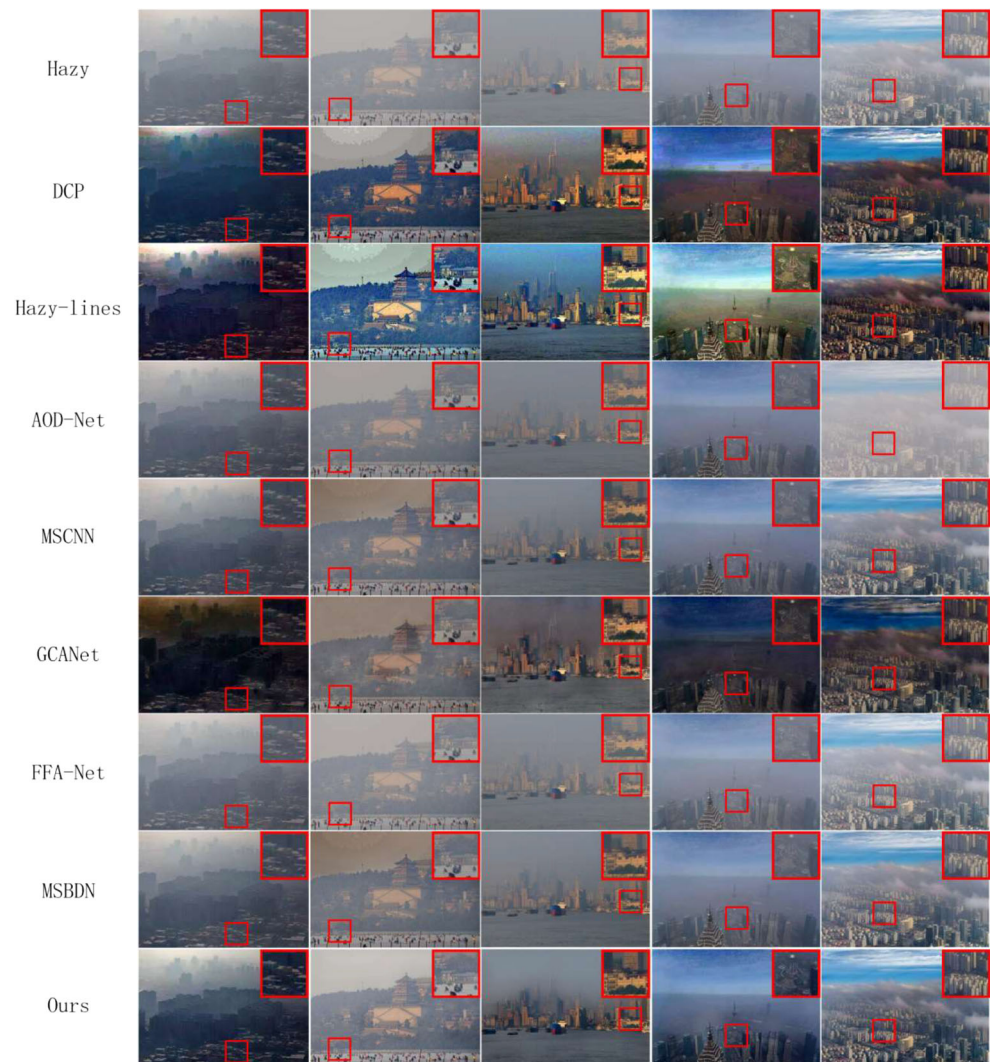 Hazy
DCP
Hazy-lines
AOD-Net
MSCNN
GCANet
FFA-Net
MSBDN
Ours